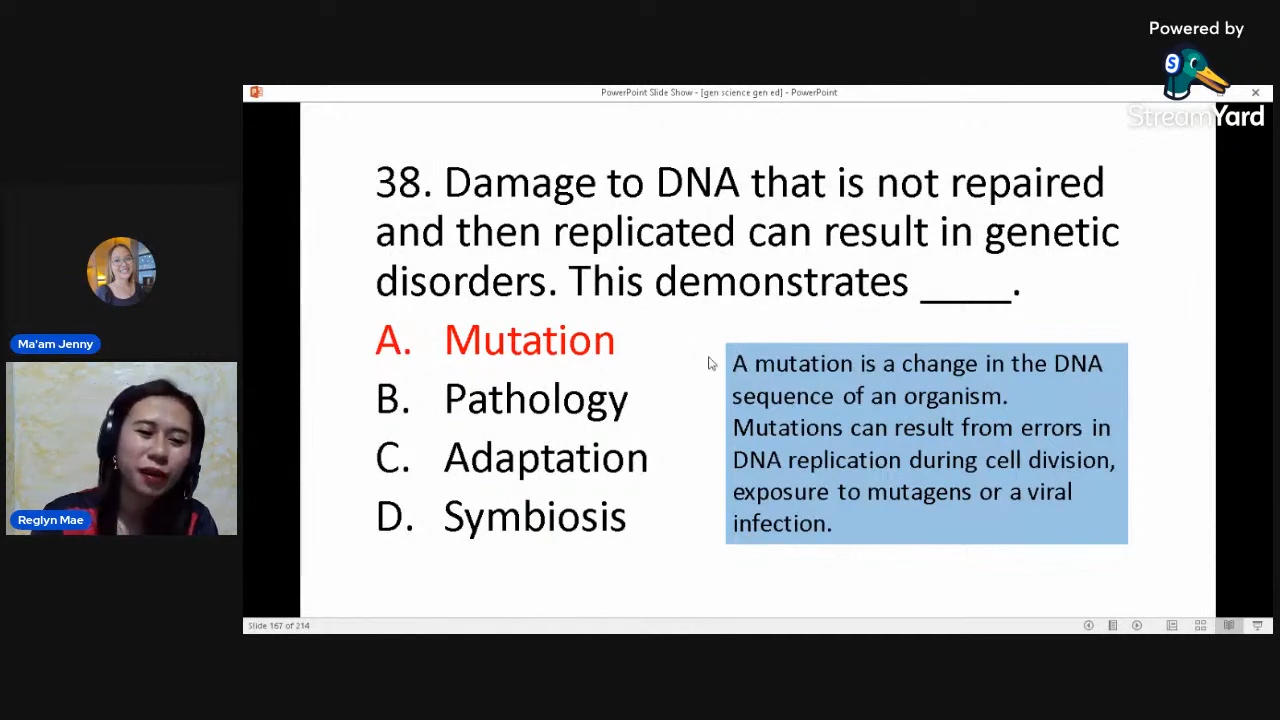 Powered by
StreamYard
PowerPoint Slide Show - [gen science gen ed] - PowerPoint
38. Damage to DNA that is not repaired
and then replicated can result in genetic
disorders. This demonstrates ____.
A. Mutation
B. Pathology
C. Adaptation
D. Symbiosis
A mutation is a change in the DNA
sequence of an organism.
Mutations can result from errors in
DNA replication during cell division,
exposure to mutagens or a viral
infection.
Ma'am Jenny
Reglyn Mae
Slide 167 of 214